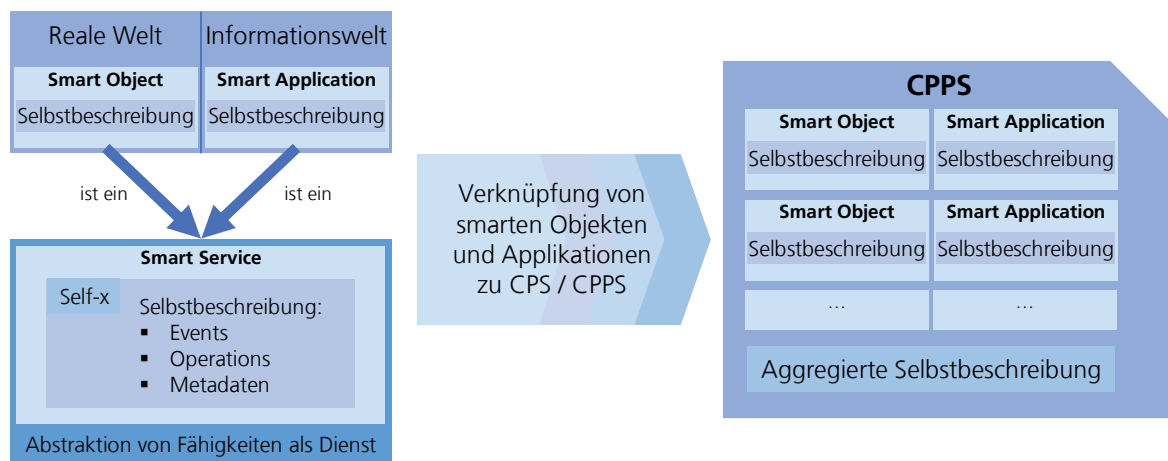 Reale Welt
Informationswelt
Smart Object
Smart Application
Selbstbeschreibung
Selbstbeschreibung
ist ein
ist ein
Smart Service
Self-x
Selbstbeschreibung:
▪ Events
▪ Operations
▪ Metadaten
Abstraktion von Fähigkeiten als Dienst
Verknüpfung von
smarten Objekten
und Applikationen
zu CPS / CPPS
CPPS
Smart Object
Smart Application
Selbstbeschreibung
Selbstbeschreibung
Smart Object
Smart Application
Selbstbeschreibung
Selbstbeschreibung
...
...
Aggregierte Selbstbeschreibung